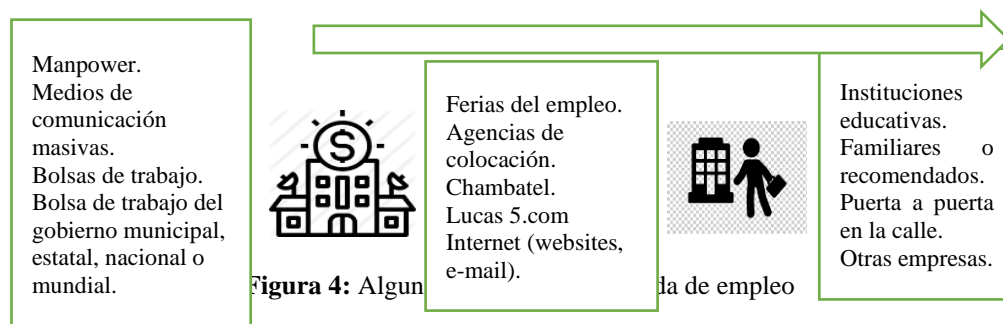 Manpower.
Medios de
comunicación
masivas.
Bolsas de trabajo.
Bolsa de trabajo del
gobierno municipal,
estatal, nacional o
mundial.
$
Ferias del empleo.
Agencias de
colocación.
Chambatel.
Lucas 5.com
Internet (websites,
e-mail).
Instituciones
educativas.
Familiares o
recomendados.
Puerta a puerta
en la calle.
Otras empresas.
Figura 4: de empleo